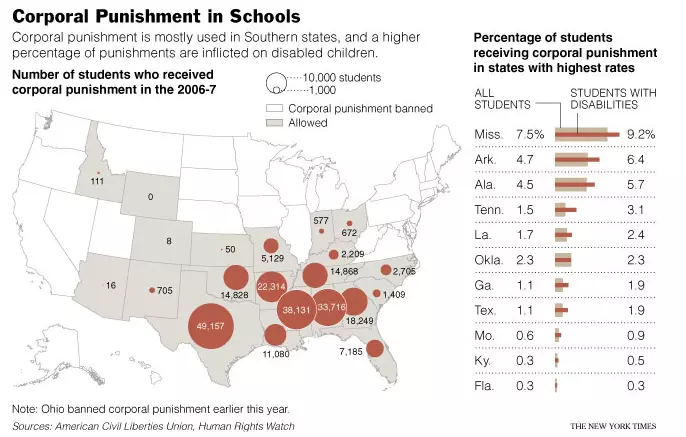 Corporal Punishment in Schools
Corporal punishment is mostly used in Southern states, and a higher
percentage of punishments are inflicted on disabled children.
Number of students who received
corporal punishment in the 2006-7
10,000 students
1,000
Corporal punishment banned
Allowed
111
0
8
50
16
705
577
672
5,129
2,209
14,828
22,314
14,868
2,705
1,409
38,131
33,716
18,249
49,157
11,080
7,185
Note: Ohio banned corporal punishment earlier this year.
Sources: American Civil Liberties Union, Human Rights Watch
Percentage of students
receiving corporal punishment
in states with highest rates
ALL
STUDENTS
STUDENTS WITH
DISABILITIES
Miss. 7.5% 9.2%
Ark. 4.7 6.4
Ala. 4.5 5.7
Tenn. 1.5 3.1
La. 1.7 2.4
Okla. 2.3 2.3
Ga. 1.1 1.9
Tex. 1.1 1.9
Mo. 0.6 0.9
Ky. 0.3 0.5
Fla. 0.3 0.3
THE NEW YORK TIMES